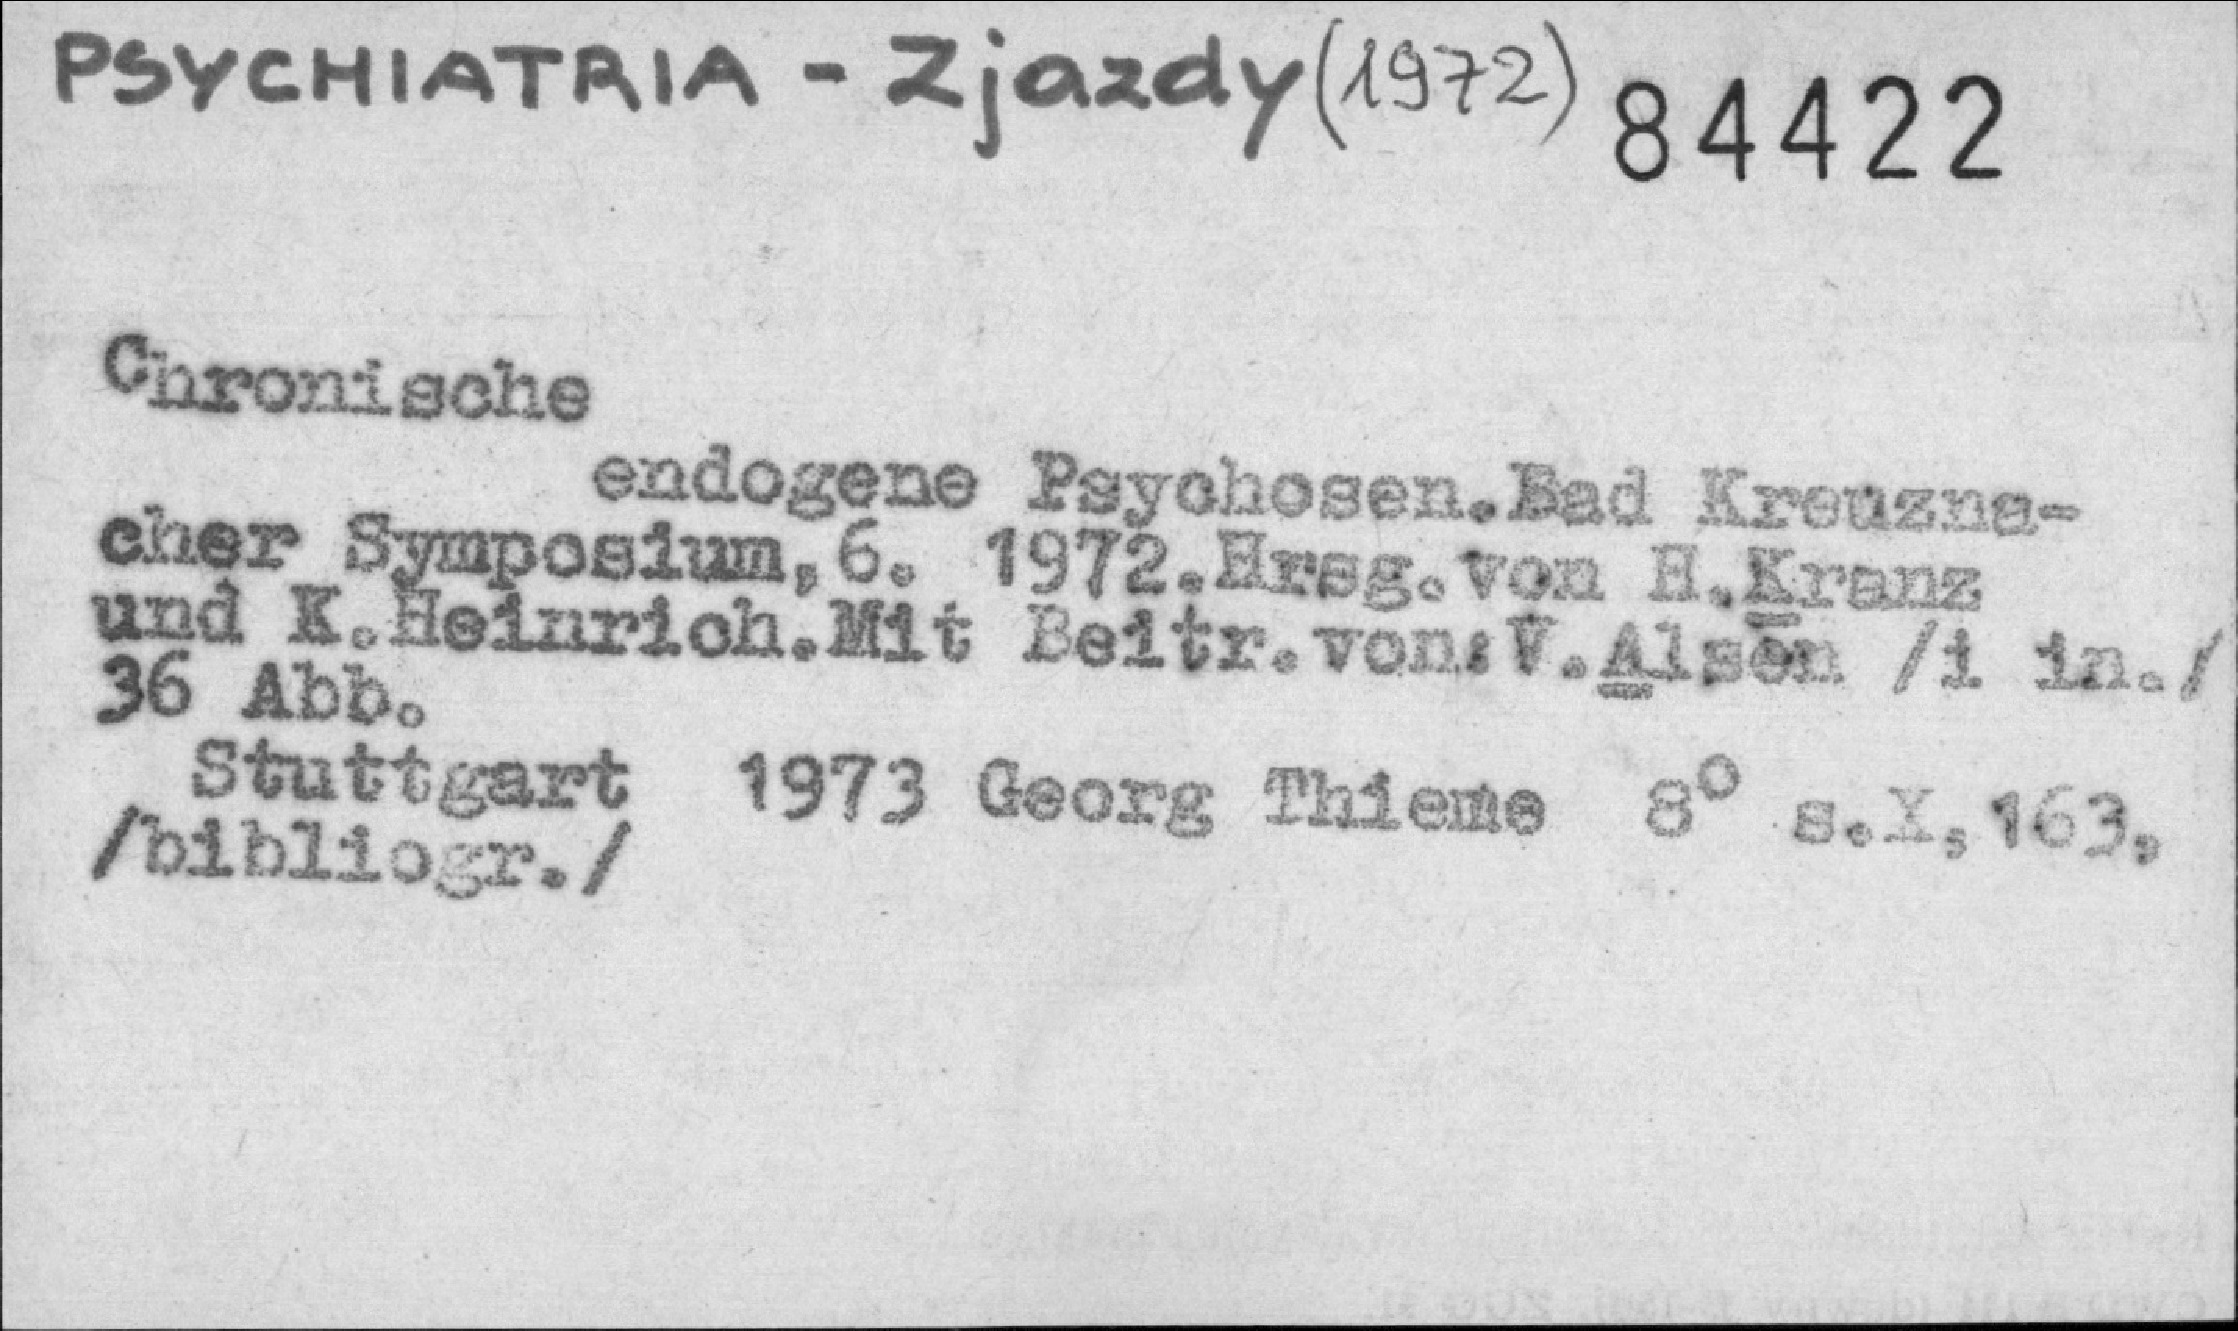 PSYCHIATRIA - Zjazdy (1972) 84422
Chronische
endogene Psychosen.Bad Kreuzna-
cher Symposium,6. 1972.Hrsg.von H.Kranz
und K.Heinrich.Mit Beitr.von:V.Alsen /i in./
36 Abb.
Stuttgart 1973 Georg Thieme 8° s.X,163,
/bibliogr./